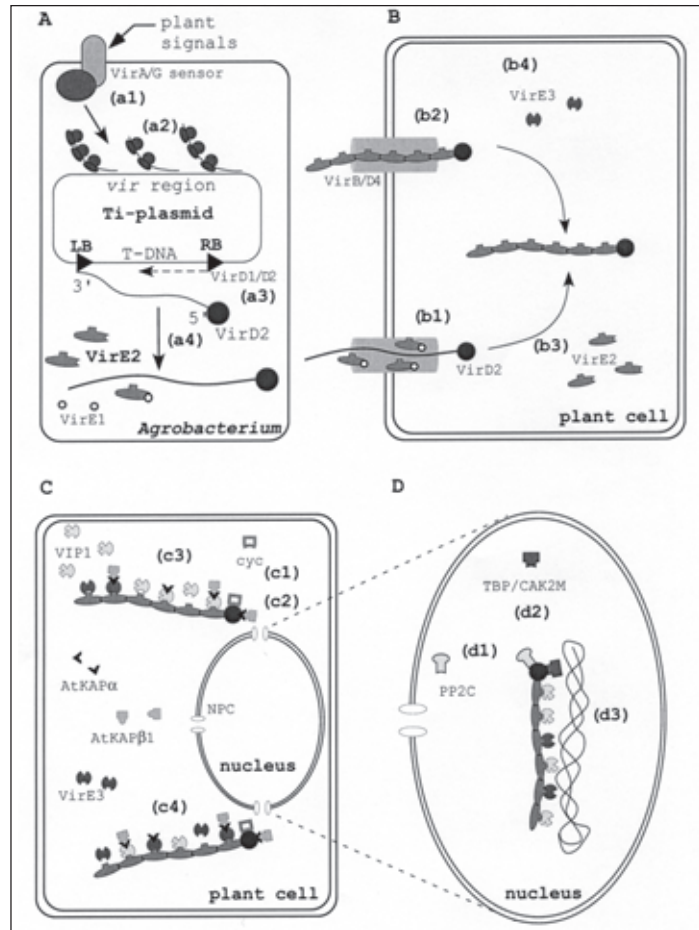 A
plant
signals
VirA/G sensor
(a1)
(a2)
vir region
Ti-plasmid
LB
T-DNA
RB
VirD1/D2
3'
(a3)
5'
VirD2
(a4)
VirE2
VirE1
Agrobacterium
B
(b4)
VirE3
(b2)
VirB/D4
(b1)
VirD2
(b3)
VirE2
plant cell
C
VIP1
(c3)
cyc
(c1)
(c2)
AtKAPα
NPC
AtKAPβ1
nucleus
VirE3
(c4)
plant cell
D
TBP/CAK2M
(d2)
(d1)
PP2C
(d3)
nucleus